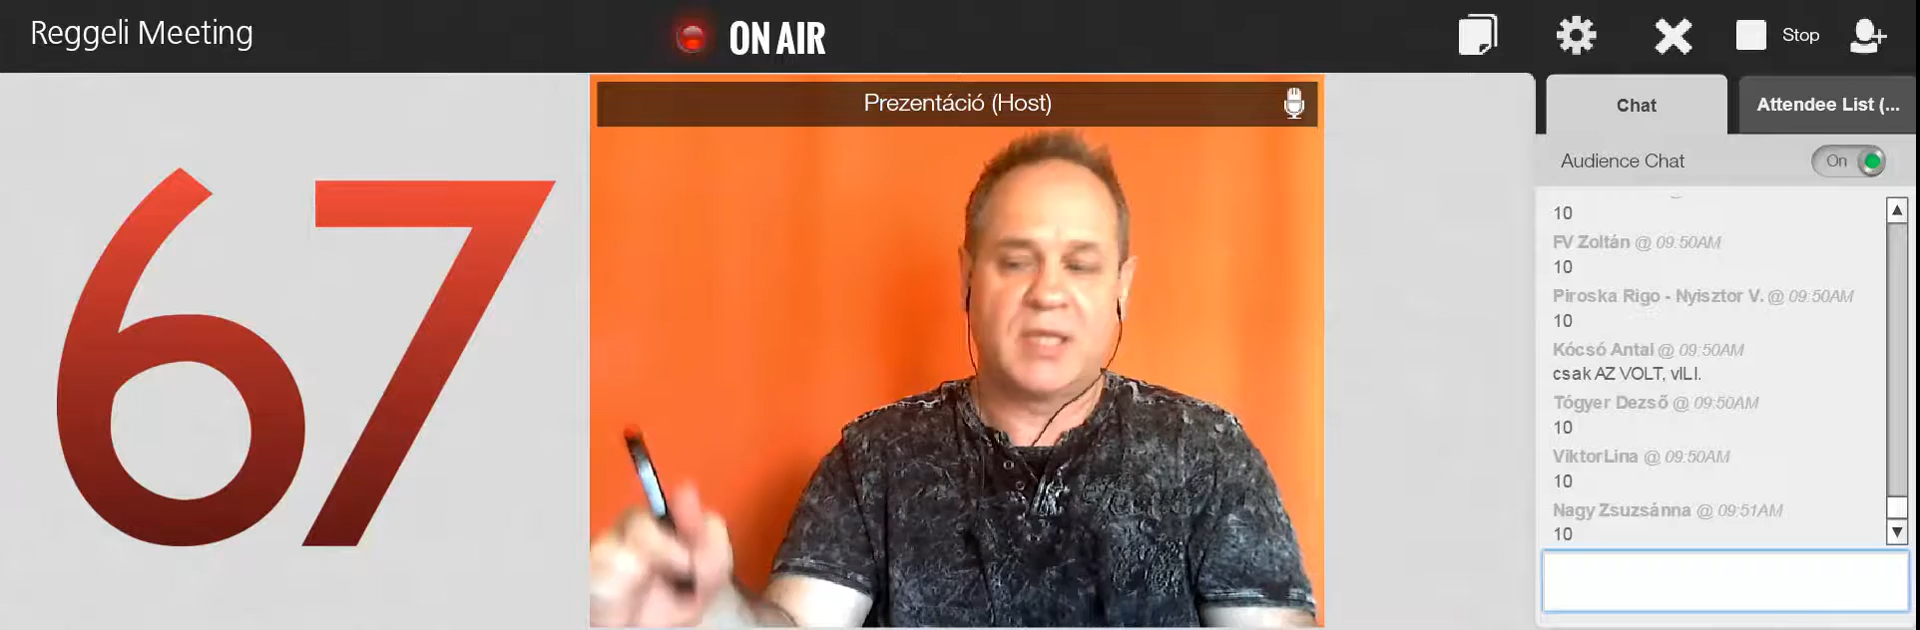 Reggeli Meeting
ON AIR
Stop
67
Prezentáció (Host)
Chat
Attendee List (...
Audience Chat
On
10
FV Zoltán @ 09:50AM
10
Piroska Rigo - Nyisztor V. @ 09:50AM
10
Kócsó Antal @ 09:50AM
csak AZ VOLT, vILI.
Tógyer Dezső @ 09:50AM
10
ViktorLina @ 09:50AM
10
Nagy Zsuzsánna @ 09:51AM
10